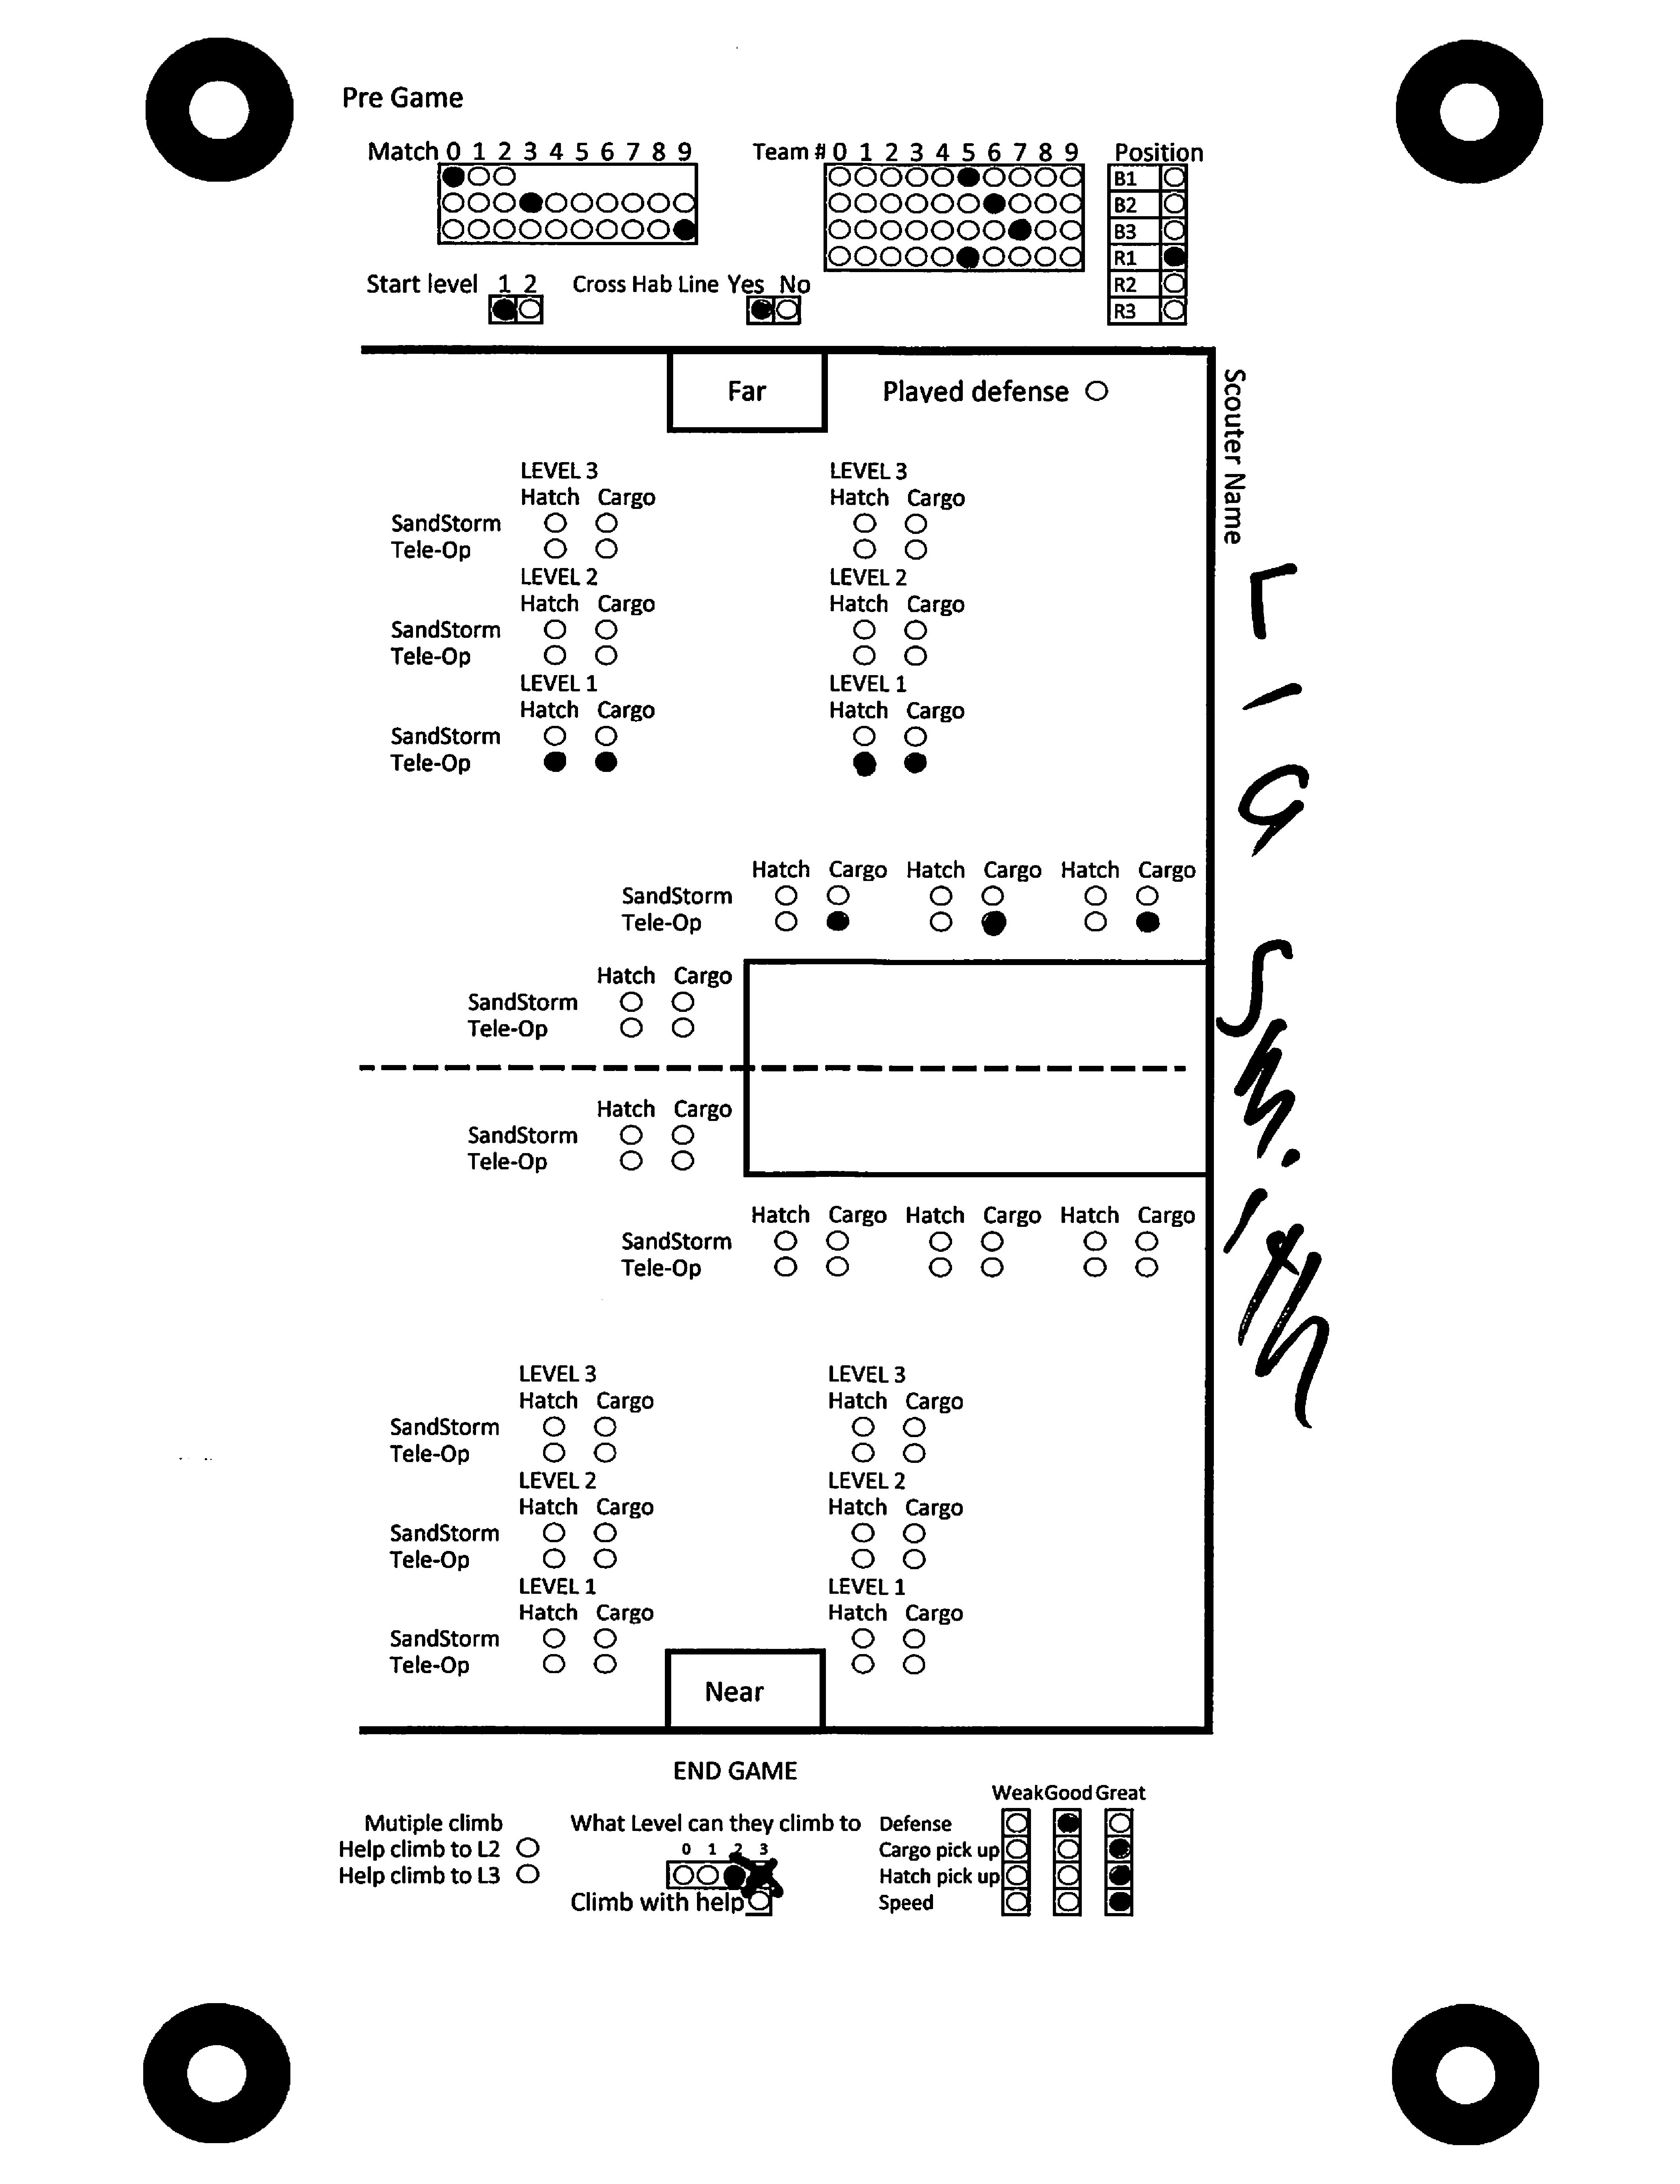 Pre Game
Match 0 1 2 3 4 5 6 7 8 9
Team # 0 1 2 3 4 5 6 7 8 9
Position
B1
B2
B3
R1
R2
R3
Start level 1 2
Cross Hab Line Yes No
Far
Plaved defense
Scouter Name
Smith
LEVEL 3 LEVEL 3
Hatch Cargo Hatch Cargo
SandStorm
Tele-Op
LEVEL 2 LEVEL 2
Hatch Cargo Hatch Cargo
SandStorm
Tele-Op
LEVEL 1 LEVEL 1
Hatch Cargo Hatch Cargo
SandStorm
Tele-Op
Hatch Cargo Hatch Cargo Hatch Cargo
SandStorm
Tele-Op
Hatch Cargo
SandStorm
Tele-Op
Hatch Cargo
SandStorm
Tele-Op
Hatch Cargo Hatch Cargo Hatch Cargo
SandStorm
Tele-Op
LEVEL 3 LEVEL 3
Hatch Cargo Hatch Cargo
SandStorm
Tele-Op
LEVEL 2 LEVEL 2
Hatch Cargo Hatch Cargo
SandStorm
Tele-Op
LEVEL 1 LEVEL 1
Hatch Cargo Hatch Cargo
SandStorm
Tele-Op
Near
END GAME
Mutiple climb
Help climb to L2
Help climb to L3
What Level can they climb to
0 1 2 3
Climb with help
Weak Good Great
Defense
Cargo pick up
Hatch pick up
Speed